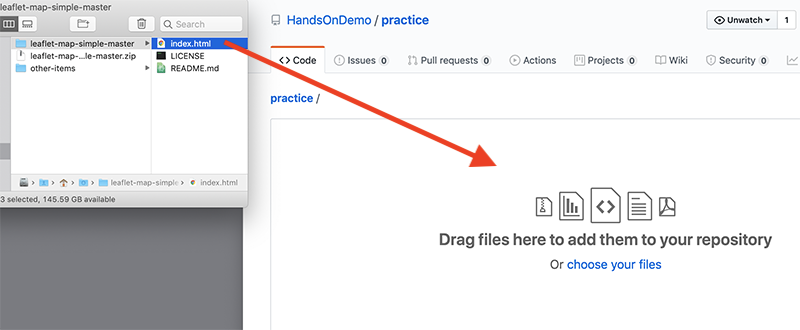 leaflet-map-simple-master
Search
leaflet-map-simple-master
leaflet-map-...le-master.zip
other-items
index.html
LICENSE
README.md
leaflet-map-simple
index.html
3 selected, 145.59 GB available
HandsOnDemo / practice
Unwatch
1
Code
Issues 0
Pull requests 0
Actions
Projects 0
Wiki
Security 0
practice /
Drag files here to add them to your repository
Or choose your files